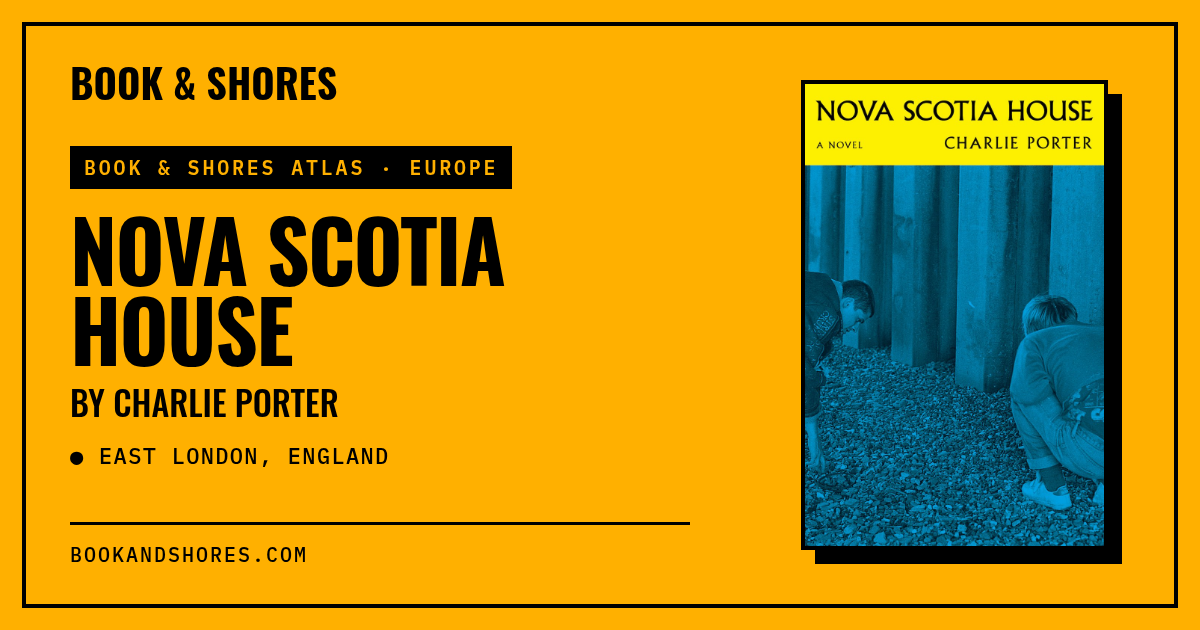 BOOK & SHORES
BOOK & SHORES ATLAS · EUROPE
NOVA SCOTIA
HOUSE
BY CHARLIE PORTER
EAST LONDON, ENGLAND
BOOKANDSHORES.COM
NOVA SCOTIA HOUSE
A NOVEL CHARLIE PORTER